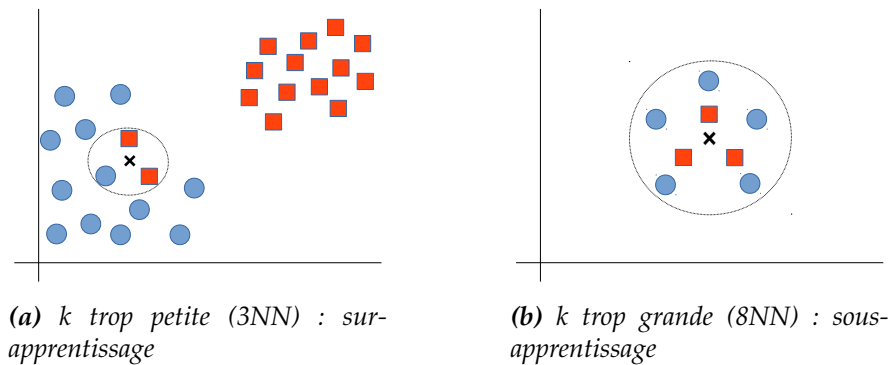 (a) k trop petite (3NN) : sur-
apprentissage
(b) k trop grande (8NN) : sous-
apprentissage